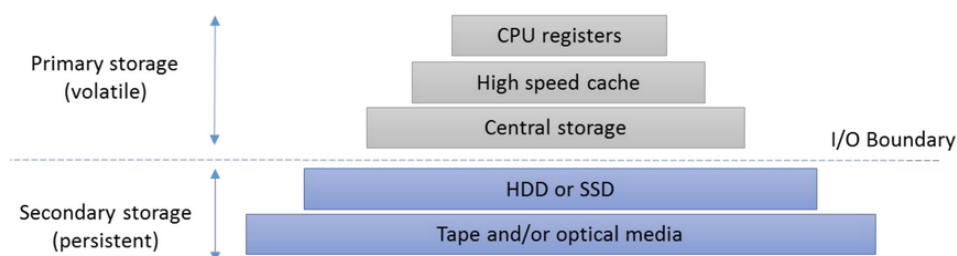 CPU registers
Primary storage
(volatile)
High speed cache
Central storage
I/O Boundary
HDD or SSD
Secondary storage
(persistent)
Tape and/or optical media